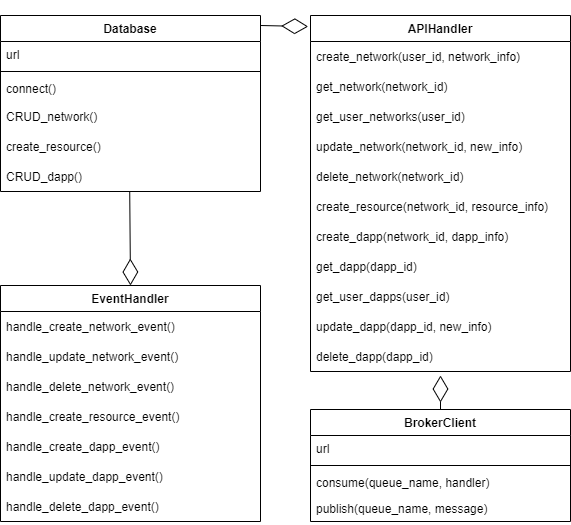 Database
url
connect()
CRUD_network()
create_resource()
CRUD_dapp()
APIHandler
create_network(user_id, network_info)
get_network(network_id)
get_user_networks(user_id)
update_network(network_id, new_info)
delete_network(network_id)
create_resource(network_id, resource_info)
create_dapp(network_id, dapp_info)
get_dapp(dapp_id)
get_user_dapps(user_id)
update_dapp(dapp_id, new_info)
delete_dapp(dapp_id)
EventHandler
handle_create_network_event()
handle_update_network_event()
handle_delete_network_event()
handle_create_resource_event()
handle_create_dapp_event()
handle_update_dapp_event()
handle_delete_dapp_event()
BrokerClient
url
consume(queue_name, handler)
publish(queue_name, message)